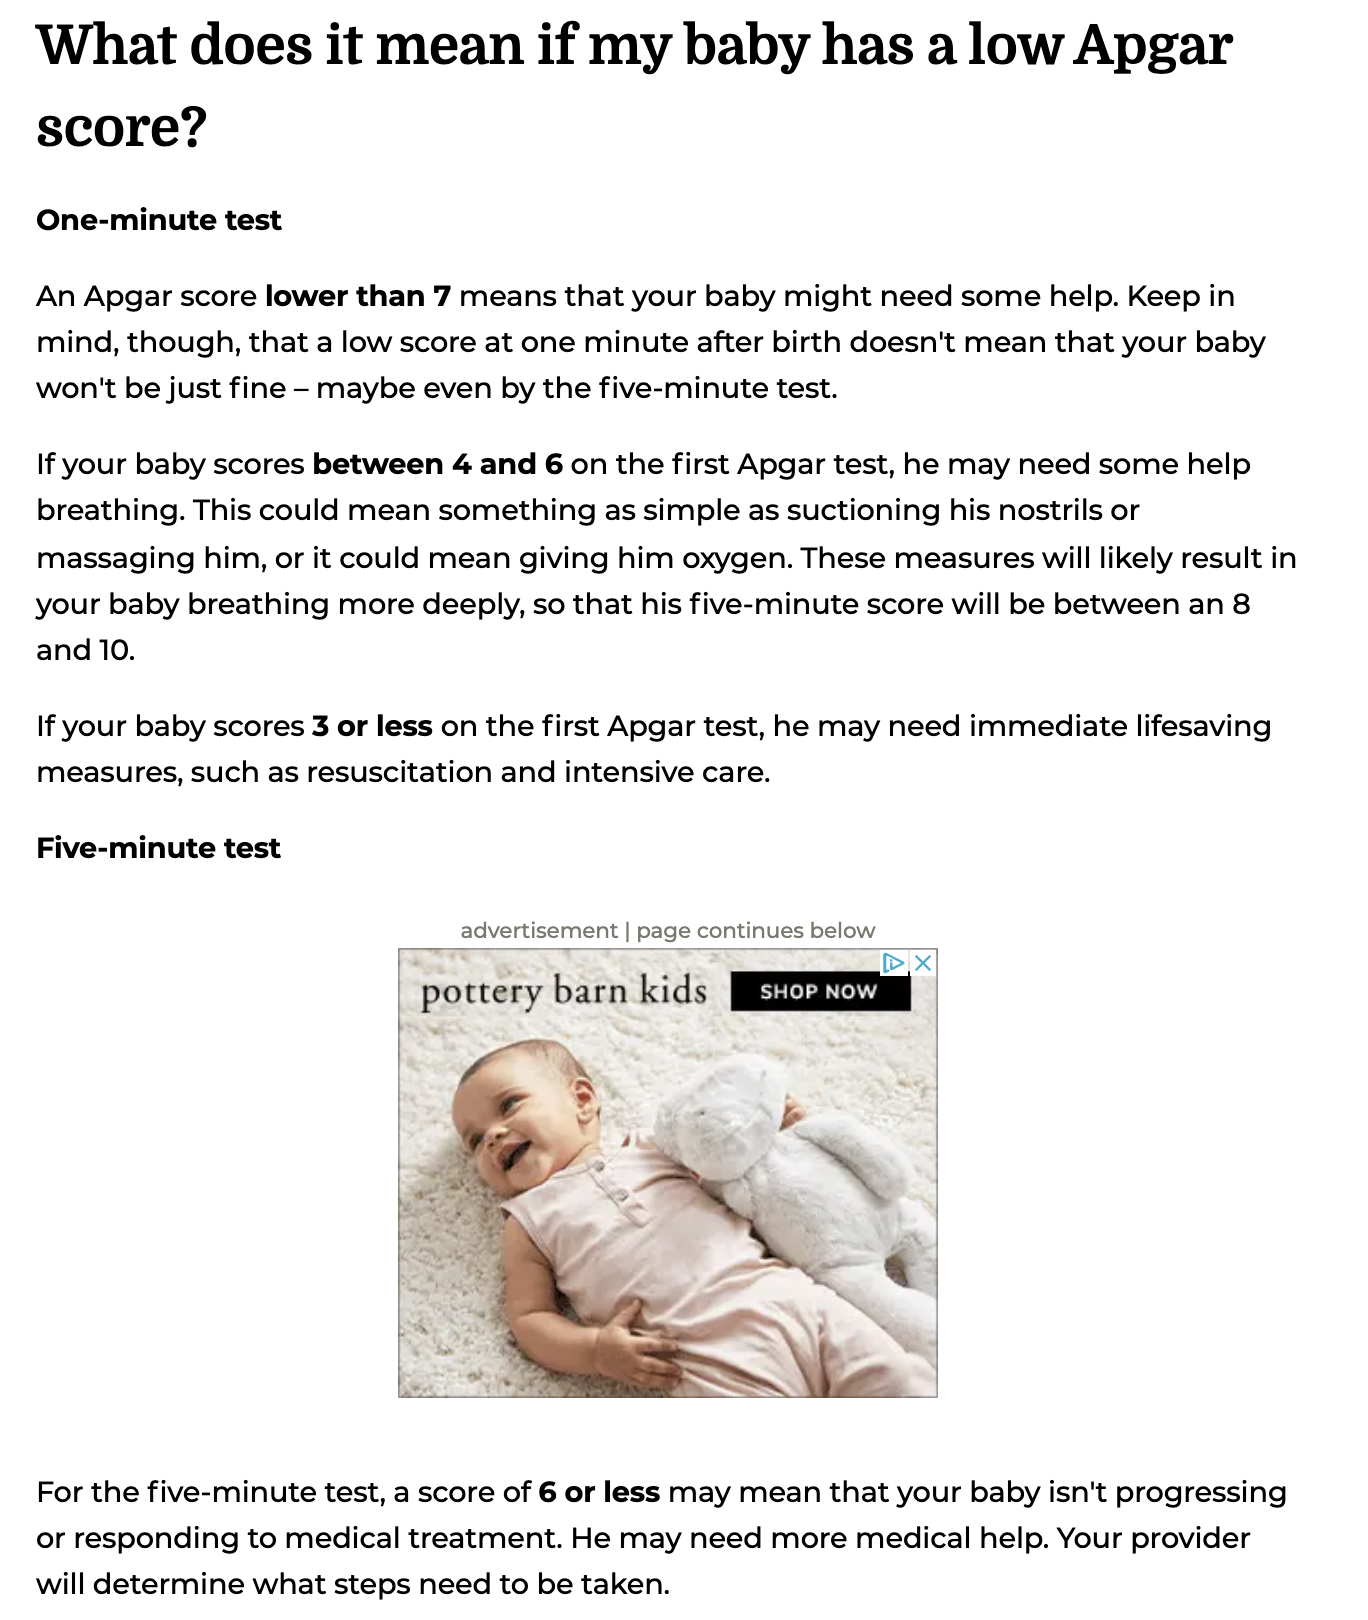 What does it mean if my baby has a low Apgar
score?
One-minute test
An Apgar score lower than 7 means that your baby might need some help. Keep in
mind, though, that a low score at one minute after birth doesn't mean that your baby
won't be just fine – maybe even by the five-minute test.
If your baby scores between 4 and 6 on the first Apgar test, he may need some help
breathing. This could mean something as simple as suctioning his nostrils or
massaging him, or it could mean giving him oxygen. These measures will likely result in
your baby breathing more deeply, so that his five-minute score will be between an 8
and 10.
If your baby scores 3 or less on the first Apgar test, he may need immediate lifesaving
measures, such as resuscitation and intensive care.
Five-minute test
advertisement | page continues below
pottery barn kids SHOP NOW
For the five-minute test, a score of 6 or less may mean that your baby isn't progressing
or responding to medical treatment. He may need more medical help. Your provider
will determine what steps need to be taken.